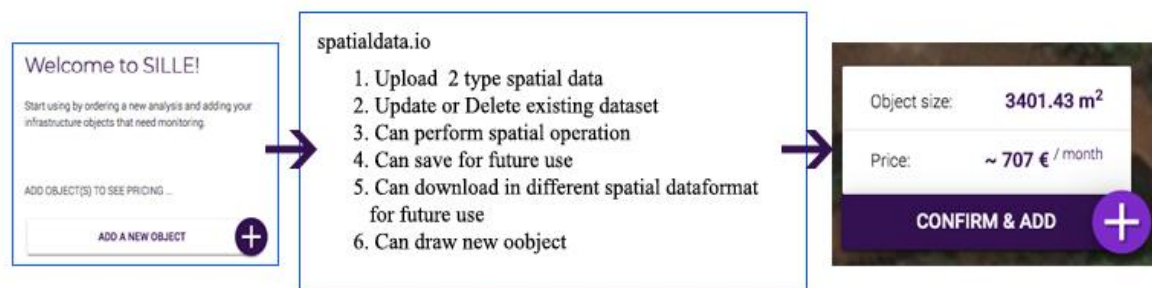 Welcome to SILLE!
Start using by ordering a new analysis and adding your
infrastructure objects that need monitoring.
ADD OBJECT(S) TO SEE PRICING ...
ADD A NEW OBJECT
spatialdata.io
1. Upload 2 type spatial data
2. Update or Delete existing dataset
3. Can perform spatial operation
4. Can save for future use
5. Can download in different spatial dataformat
for future use
6. Can draw new oobject
Object size: 3401.43 m²
Price: ~ 707 € / month
CONFIRM & ADD